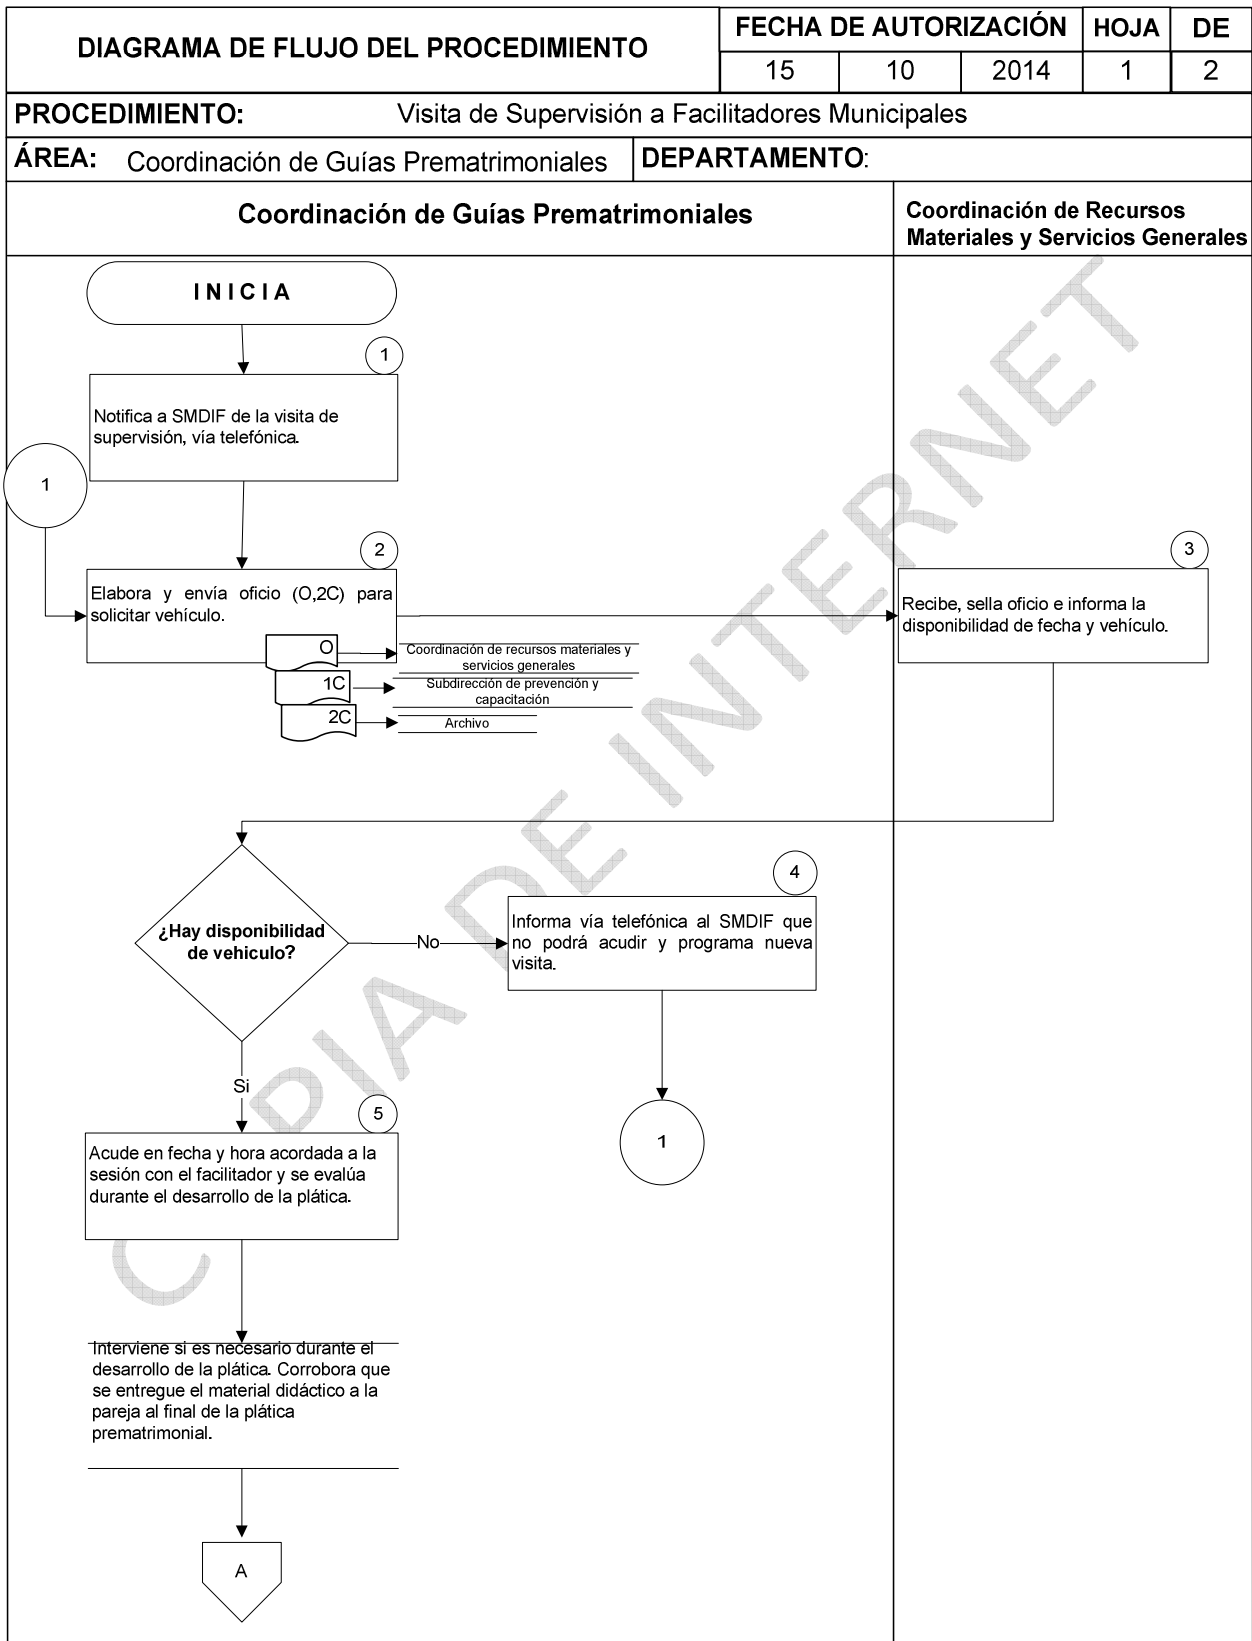 DIAGRAMA DE FLUJO DEL PROCEDIMIENTO
FECHA DE AUTORIZACIÓN
HOJA
DE
15
10
2014
1
2
PROCEDIMIENTO:
Visita de Supervisión a Facilitadores Municipales
ÁREA:
Coordinación de Guías Prematrimoniales
DEPARTAMENTO:
Coordinación de Guías Prematrimoniales
Coordinación de Recursos
Materiales y Servicios Generales
I N I C I A
1
Notifica a SMDIF de la visita de
supervisión, vía telefónica.
1
2
Elabora y envía oficio (O,2C) para
solicitar vehículo.
O
Coordinación de recursos materiales y
servicios generales
1C
Subdirección de prevención y
capacitación
2C
Archivo
3
Recibe, sella oficio e informa la
disponibilidad de fecha y vehículo.
¿Hay disponibilidad
de vehiculo?
No
4
Informa vía telefónica al SMDIF que
no podrá acudir y programa nueva
visita.
1
Si
5
Acude en fecha y hora acordada a la
sesión con el facilitador y se evalúa
durante el desarrollo de la plática.
Interviene si es necesario durante el
desarrollo de la plática. Corrobora que
se entregue el material didáctico a la
pareja al final de la plática
prematrimonial.
A
COPIA DE INTERNET